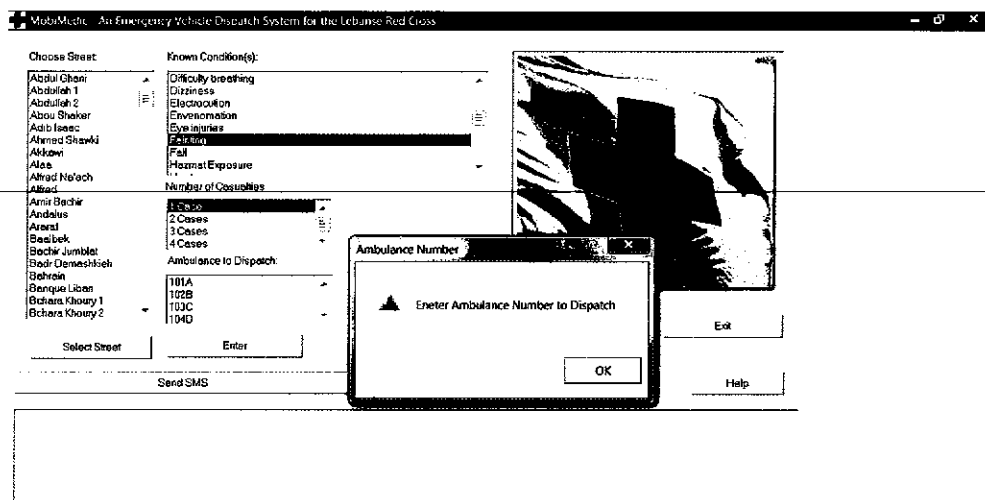 MobiMedic - An Emergency Vehicle Dispatch System for the Lebanse Red Cross
Choose Street
Abdul Ghani
Abdullah 1
Abdullah 2
Abou Shaker
Adib Isaac
Ahmed Shawki
Akkawi
Alaa
Alfred Na'ach
Alfred
Amir Bachir
Andalus
Ararat
Baalbek
Bachir Jumblat
Badr Demashkieh
Bahrain
Banque Liban
Bchara Khoury 1
Bchara Khoury 2
Select Street
Known Condition(s):
Difficulty breathing
Dizziness
Electrocution
Envenomation
Eye injuries
Fainting
Fall
Hazmat Exposure
Number of Casualties
1 Case
2 Cases
3 Cases
4 Cases
Ambulance to Dispatch:
101A
102B
103C
104D
Enter
Send SMS
Ambulance Number
Eneter Ambulance Number to Dispatch
OK
Exit
Help